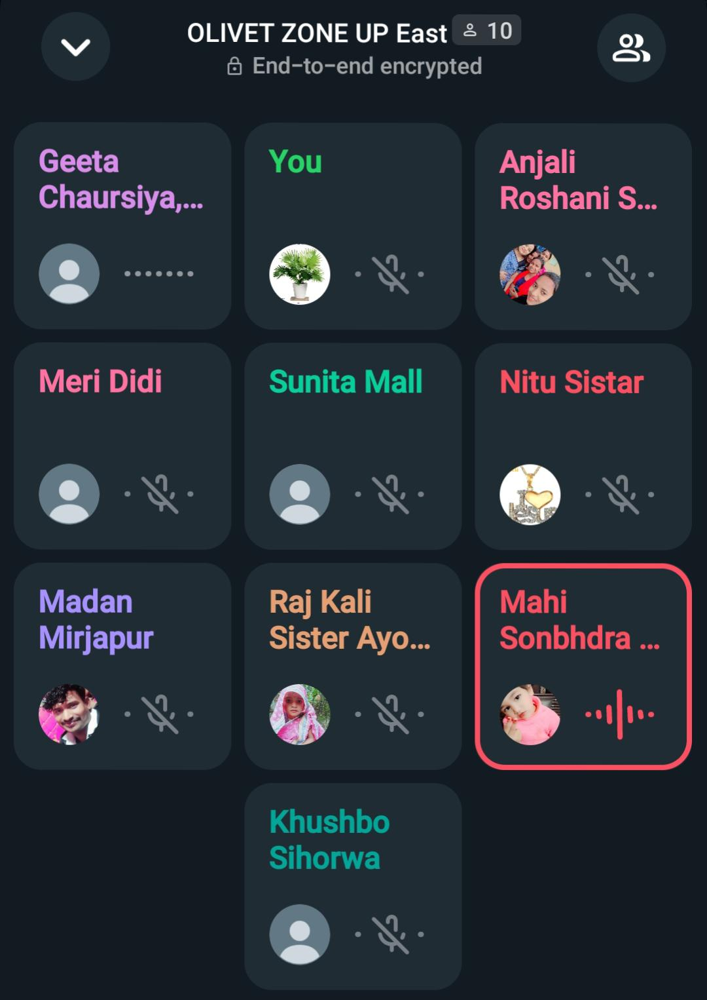 OLIVET ZONE UP East 10
End-to-end encrypted
Geeta
Chaursiya,...
You
Anjali
Roshani S...
Meri Didi
Sunita Mall
Nitu Sistar
I
JESUS
Madan
Mirjapur
Raj Kali
Sister Ayo...
Mahi
Sonbhdra ...
Khushbo
Sihorwa